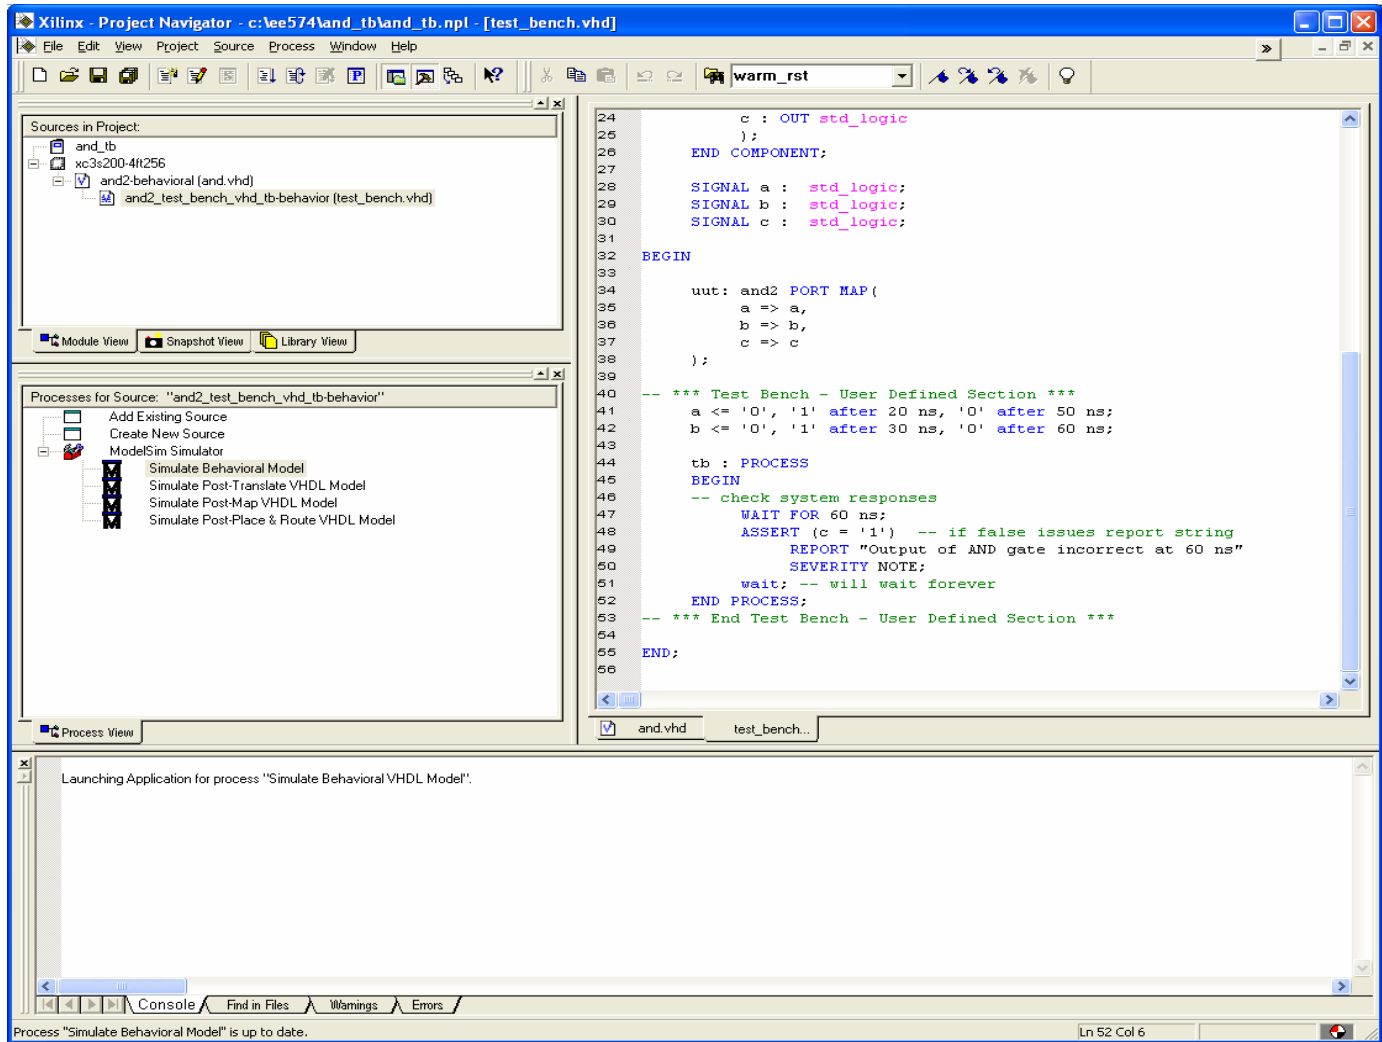 Xilinx - Project Navigator - c:\ee574\and_tb\and_tb.npl - [test_bench.vhd]
File Edit View Project Source Process Window Help
warm_rst
Sources in Project:
and_tb
xc3s200-4ft256
and2-behavioral (and.vhd)
and2_test_bench_vhd_tb-behavior (test_bench.vhd)
Module View Snapshot View Library View
Processes for Source: "and2_test_bench_vhd_tb-behavior"
Add Existing Source
Create New Source
ModelSim Simulator
Simulate Behavioral Model
Simulate Post-Translate VHDL Model
Simulate Post-Map VHDL Model
Simulate Post-Place & Route VHDL Model
Process View
24 c : OUT std_logic
25 );
26 END COMPONENT;
27
28 SIGNAL a : std_logic;
29 SIGNAL b : std_logic;
30 SIGNAL c : std_logic;
31
32 BEGIN
33
34 uut: and2 PORT MAP(
35 a => a,
36 b => b,
37 c => c
38 );
39
40 -- *** Test Bench - User Defined Section ***
41 a <= '0', '1' after 20 ns, '0' after 50 ns;
42 b <= '0', '1' after 30 ns, '0' after 60 ns;
43
44 tb : PROCESS
45 BEGIN
46 -- check system responses
47 WAIT FOR 60 ns;
48 ASSERT (c = '1') -- if false issues report string
49 REPORT "Output of AND gate incorrect at 60 ns"
50 SEVERITY NOTE;
51 wait; -- will wait forever
52 END PROCESS;
53 -- *** End Test Bench - User Defined Section ***
54
55 END;
56
and.vhd test_bench...
Launching Application for process "Simulate Behavioral VHDL Model".
Console Find in Files Warnings Errors
Process "Simulate Behavioral Model" is up to date.
Ln 52 Col 6